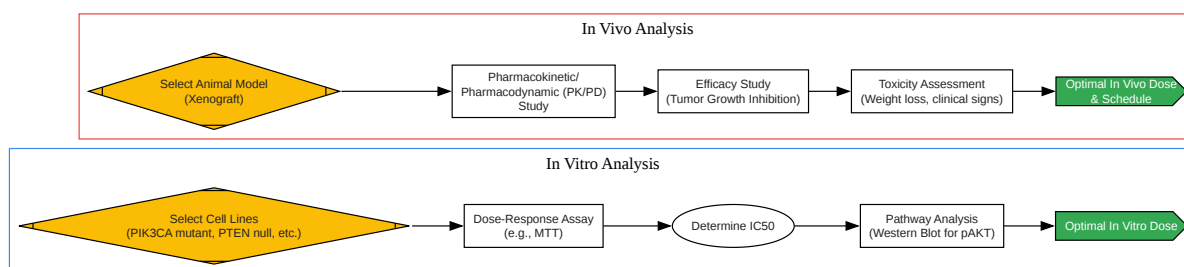 In Vivo Analysis
Select Animal Model
(Xenograft)
Pharmacokinetic/
Pharmacodynamic (PK/PD)
Study
Efficacy Study
(Tumor Growth Inhibition)
Toxicity Assessment
(Weight loss, clinical signs)
Optimal In Vivo Dose
& Schedule
In Vitro Analysis
Select Cell Lines
(PIK3CA mutant, PTEN null, etc.)
Dose-Response Assay
(e.g., MTT)
Determine IC50
Pathway Analysis
(Western Blot for pAKT)
Optimal In Vitro Dose